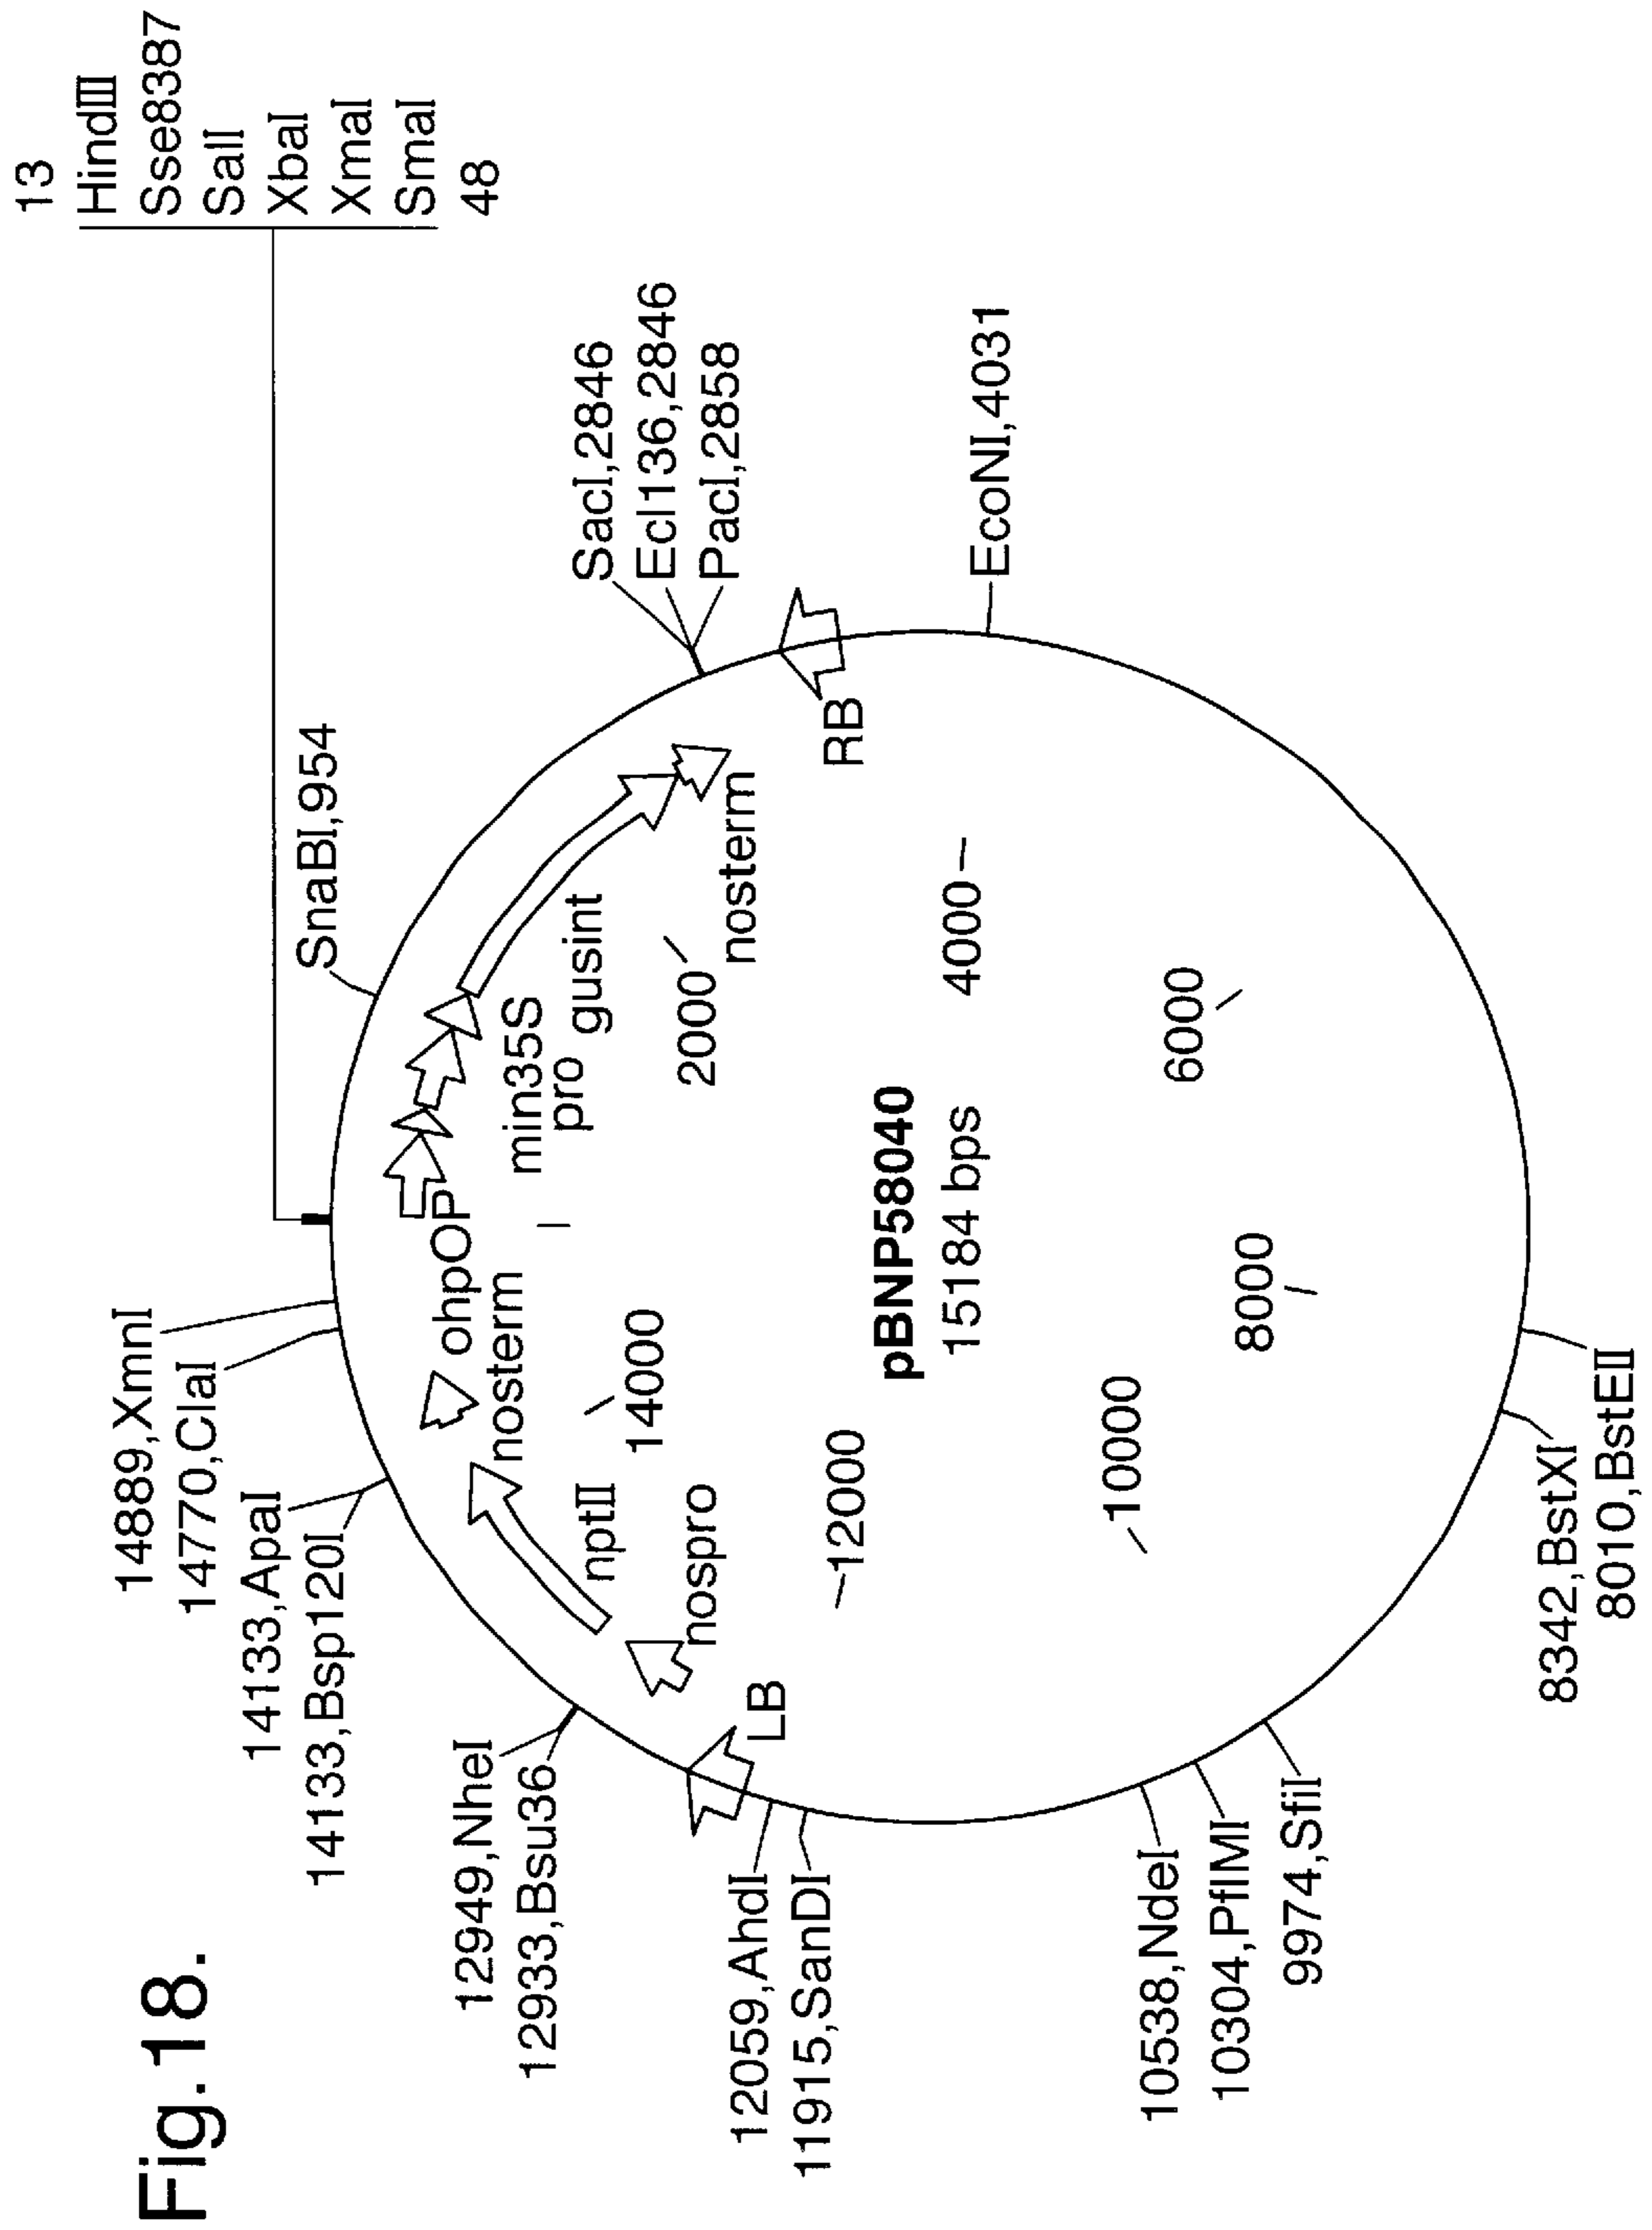 Fig.18.
13
HindIII
Sse8387
SalI
XbaI
XmaI
SmaI
48
14889,XmnI
14770,ClaI
14133,ApaI
14133,Bsp120I
12949,NheI
12933,Bsu36
12059,AhdI
11915,SanDI
10538,NdeI
10304,PflMI
9974,SfiI
8342,BstXI
8010,BstEII
SnaBI,954
SacI,2846
Ecl136,2846
PacI,2858
EcoNI,4031
ohpOP
nosterm
nptII
nospro
LB
min35S
pro
gusint
nosterm
RB
14000
2000
12000
4000
pBNP58040
15184 bps
10000
6000
8000